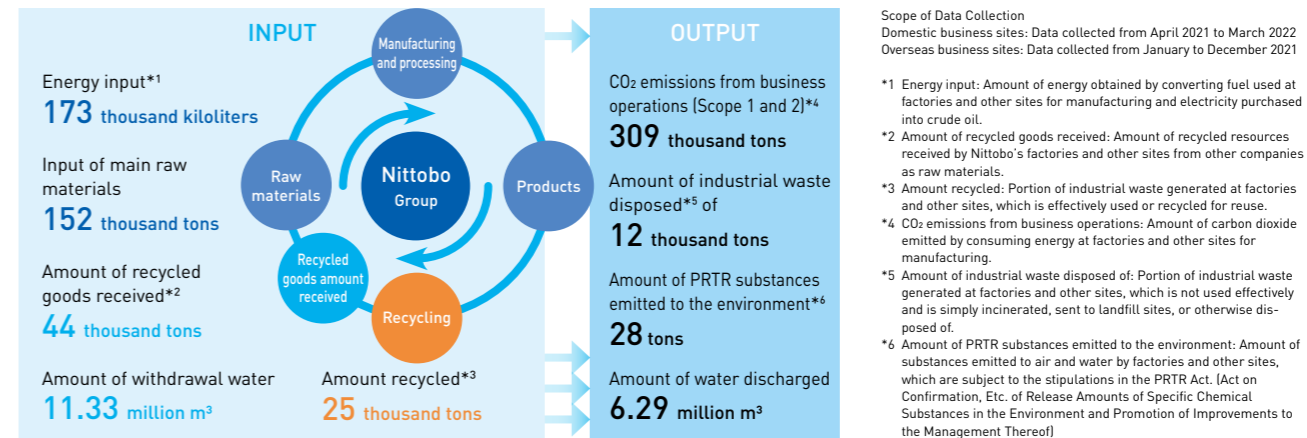 INPUT
Energy input*1
173 thousand kiloliters
Input of main raw
materials
152 thousand tons
Amount of recycled
goods received*2
44 thousand tons
Amount of withdrawal water
11.33 million m³
Manufacturing
and processing
Raw
materials
Nittobo
Group
Products
Recycled
goods amount
received
Recycling
Amount recycled*3
25 thousand tons
OUTPUT
CO₂ emissions from business
operations (Scope 1 and 2)*4
309 thousand tons
Amount of industrial waste
disposed*5 of
12 thousand tons
Amount of PRTR substances
emitted to the environment*6
28 tons
Amount of water discharged
6.29 million m³
Scope of Data Collection
Domestic business sites: Data collected from April 2021 to March 2022
Overseas business sites: Data collected from January to December 2021
*1 Energy input: Amount of energy obtained by converting fuel used at
factories and other sites for manufacturing and electricity purchased
into crude oil.
*2 Amount of recycled goods received: Amount of recycled resources
received by Nittobo's factories and other sites from other companies
as raw materials.
*3 Amount recycled: Portion of industrial waste generated at factories
and other sites, which is effectively used or recycled for reuse.
*4 CO₂ emissions from business operations: Amount of carbon dioxide
emitted by consuming energy at factories and other sites for
manufacturing.
*5 Amount of industrial waste disposed of: Portion of industrial waste
generated at factories and other sites, which is not used effectively
and is simply incinerated, sent to landfill sites, or otherwise dis-
posed of.
*6 Amount of PRTR substances emitted to the environment: Amount of
substances emitted to air and water by factories and other sites,
which are subject to the stipulations in the PRTR Act. (Act on
Confirmation, Etc. of Release Amounts of Specific Chemical
Substances in the Environment and Promotion of Improvements to
the Management Thereof)